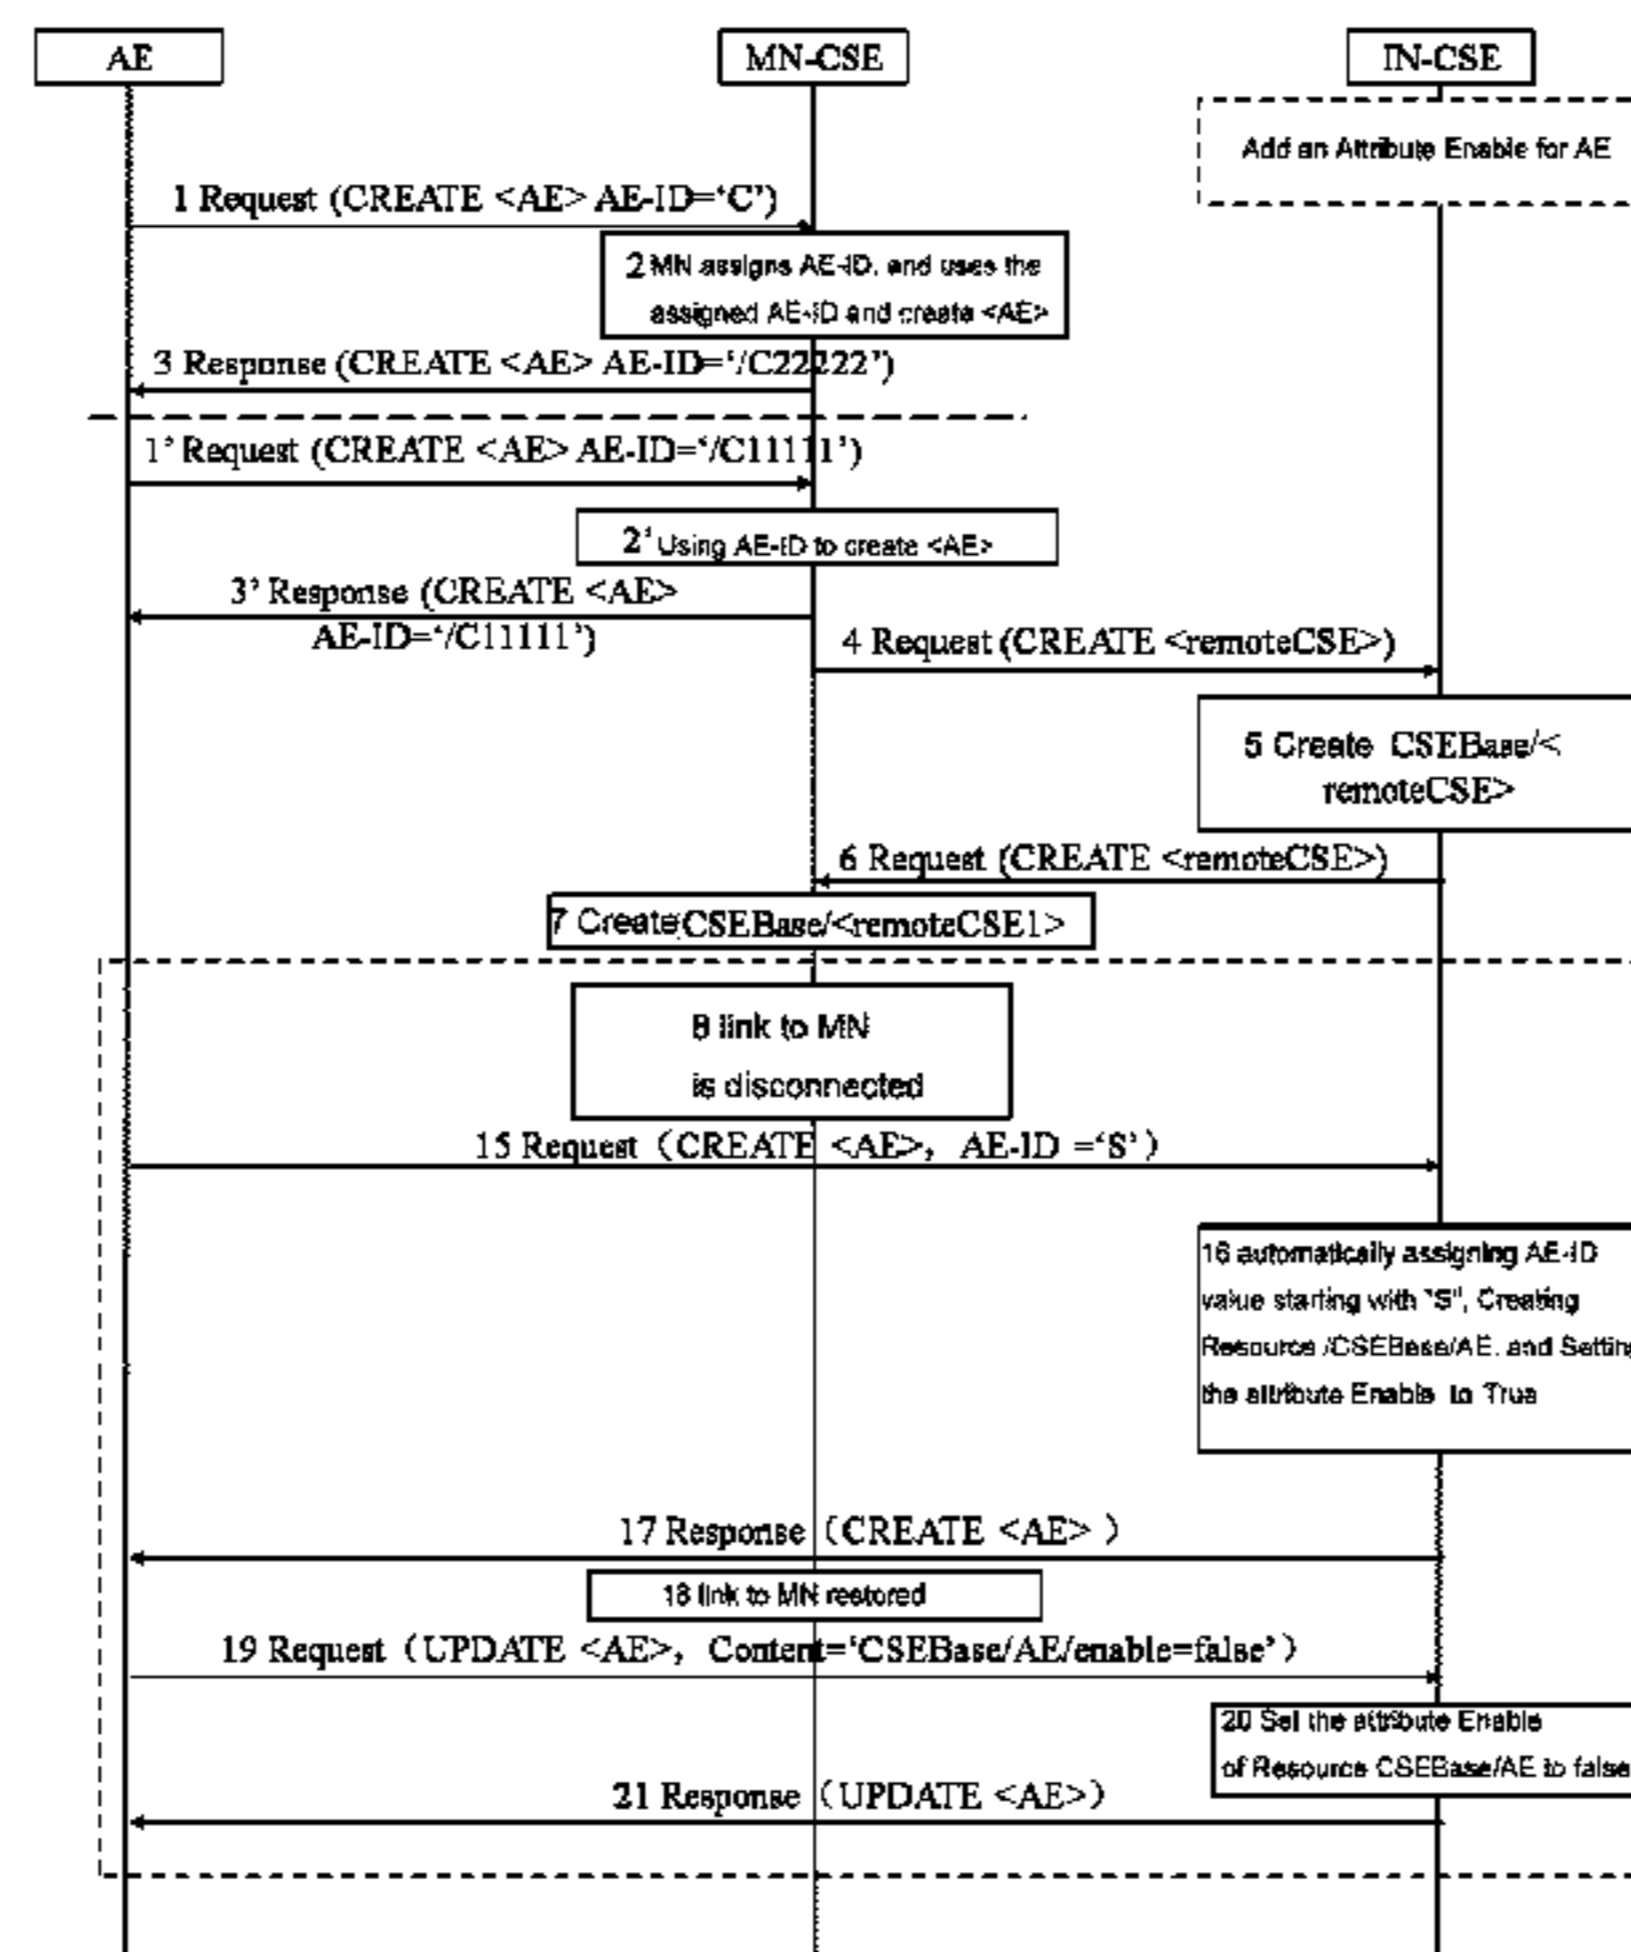 AE
MN-CSE
IN-CSE
Add an Attribute Enable for AE
1 Request (CREATE <AE> AE-ID=‘C’)
2 MN assigns AE-ID, and uses the
assigned AE-ID and create <AE>
3 Response (CREATE <AE> AE-ID=‘/C22222’)
1’ Request (CREATE <AE> AE-ID=‘/C11111’)
2’ Using AE-ID to create <AE>
3’ Response (CREATE <AE>
AE-ID=‘/C11111’)
4 Request (CREATE <remoteCSE>)
5 Create CSEBase/<
remoteCSE>
6 Request (CREATE <remoteCSE>)
7 Create CSEBase/<remoteCSE1>
8 link to MN
is disconnected
15 Request（CREATE <AE>, AE-ID =‘S’）
16 automatically assigning AE-ID
value starting with "S", Creating
Resource /CSEBase/AE, and Setting
the attribute Enable to True
17 Response（CREATE <AE> ）
18 link to MN restored
19 Request（UPDATE <AE>, Content=‘CSEBase/AE/enable=false’）
20 Set the attribute Enable
of Resource CSEBase/AE to false
21 Response（UPDATE <AE>）